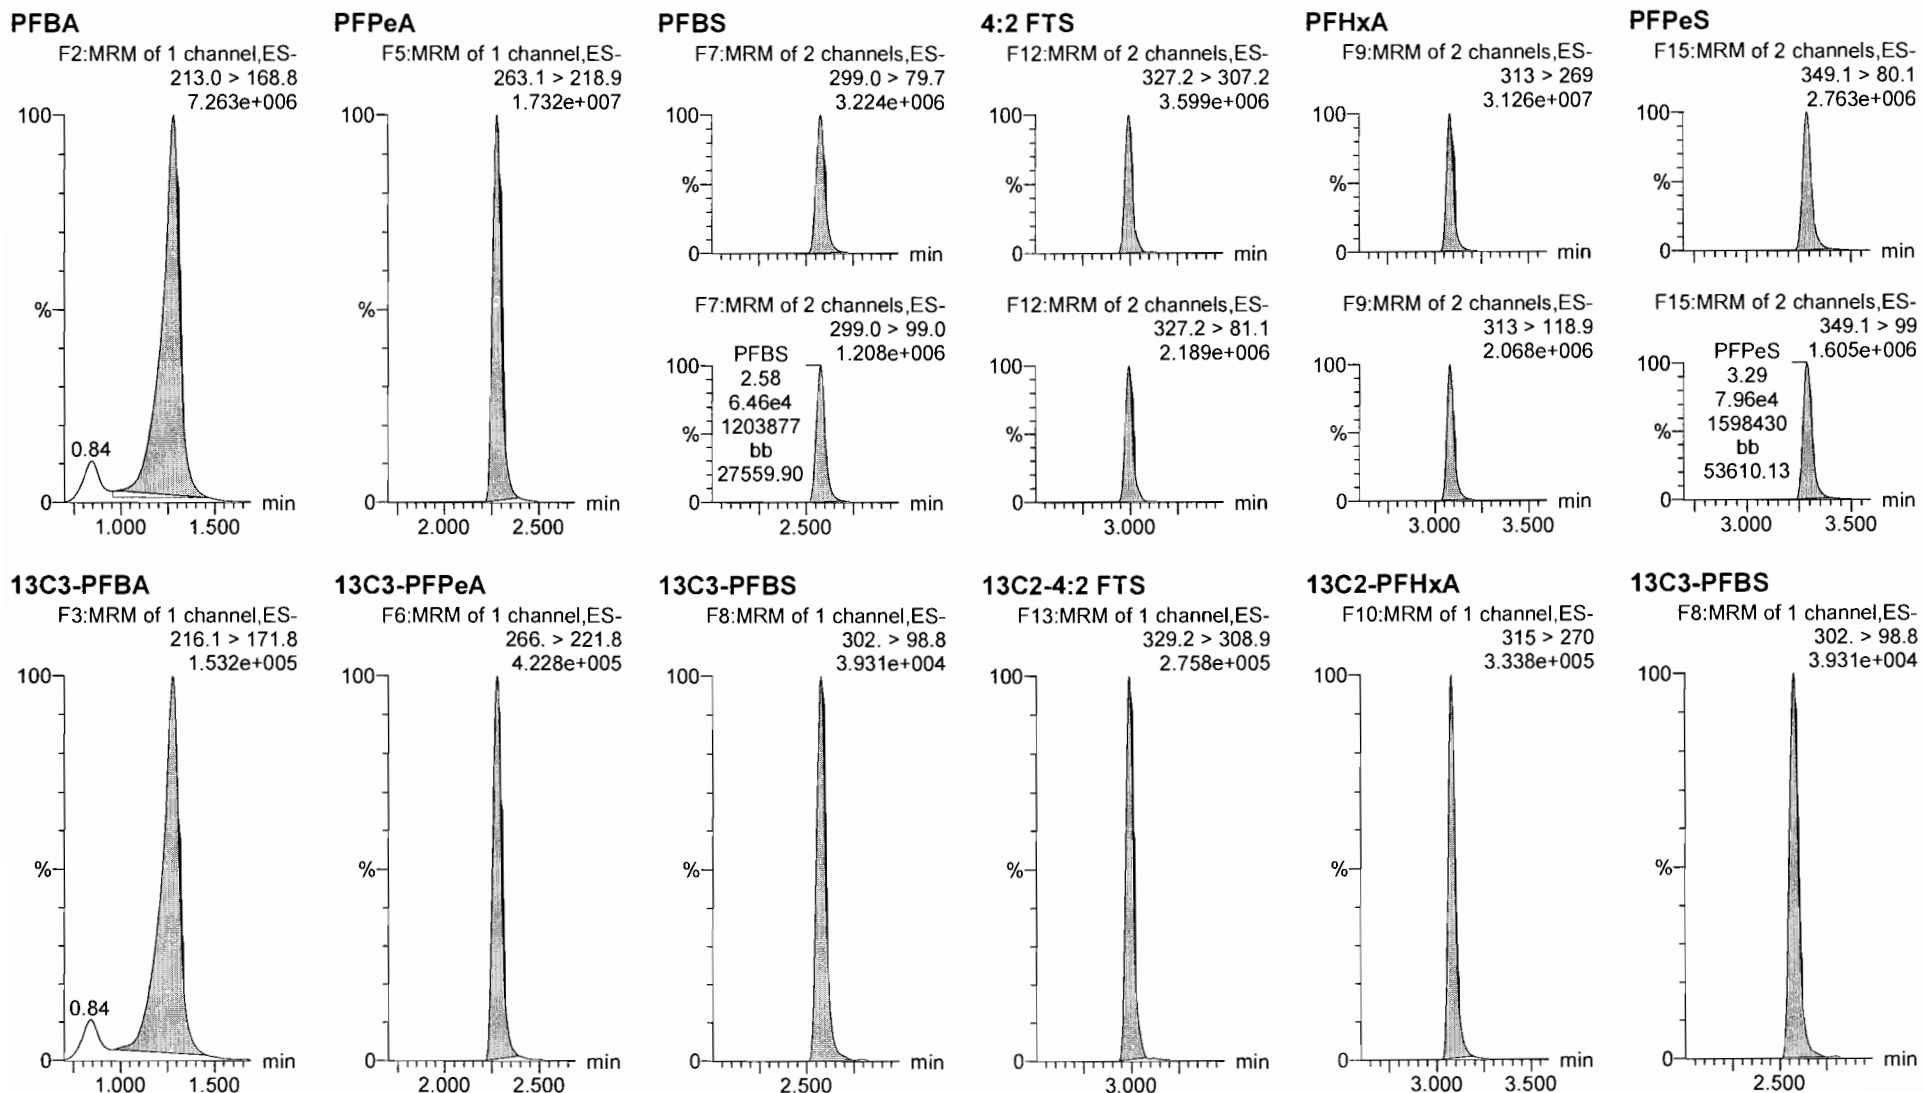 PFBA
F2:MRM of 1 channel,ES-
213.0 > 168.8
7.263e+006
100
%
0.84
0
min
1.000 1.500
PFPeA
F5:MRM of 1 channel,ES-
263.1 > 218.9
1.732e+007
100
%
0
min
2.000 2.500
PFBS
F7:MRM of 2 channels,ES-
299.0 > 79.7
3.224e+006
100
%
0
min
F7:MRM of 2 channels,ES-
299.0 > 99.0
1.208e+006
PFBS
2.58
6.46e4
1203877
bb
27559.90
100
%
0
min
2.500
4:2 FTS
F12:MRM of 2 channels,ES-
327.2 > 307.2
3.599e+006
100
%
0
min
F12:MRM of 2 channels,ES-
327.2 > 81.1
2.189e+006
100
%
0
min
3.000
PFHxA
F9:MRM of 2 channels,ES-
313 > 269
3.126e+007
100
%
0
min
F9:MRM of 2 channels,ES-
313 > 118.9
2.068e+006
100
%
0
min
3.000 3.500
PFPeS
F15:MRM of 2 channels,ES-
349.1 > 80.1
2.763e+006
100
%
0
min
F15:MRM of 2 channels,ES-
349.1 > 99
1.605e+006
PFPeS
3.29
7.96e4
1598430
bb
53610.13
100
%
0
min
3.000 3.500
13C3-PFBA
F3:MRM of 1 channel,ES-
216.1 > 171.8
1.532e+005
100
%
0.84
0
min
1.000 1.500
13C3-PFPeA
F6:MRM of 1 channel,ES-
266. > 221.8
4.228e+005
100
%
0
min
2.000 2.500
13C3-PFBS
F8:MRM of 1 channel,ES-
302. > 98.8
3.931e+004
100
%
0
min
2.500
13C2-4:2 FTS
F13:MRM of 1 channel,ES-
329.2 > 308.9
2.758e+005
100
%
0
min
3.000
13C2-PFHxA
F10:MRM of 1 channel,ES-
315 > 270
3.338e+005
100
%
0
min
3.000 3.500
13C3-PFBS
F8:MRM of 1 channel,ES-
302. > 98.8
3.931e+004
100
%
0
min
2.500